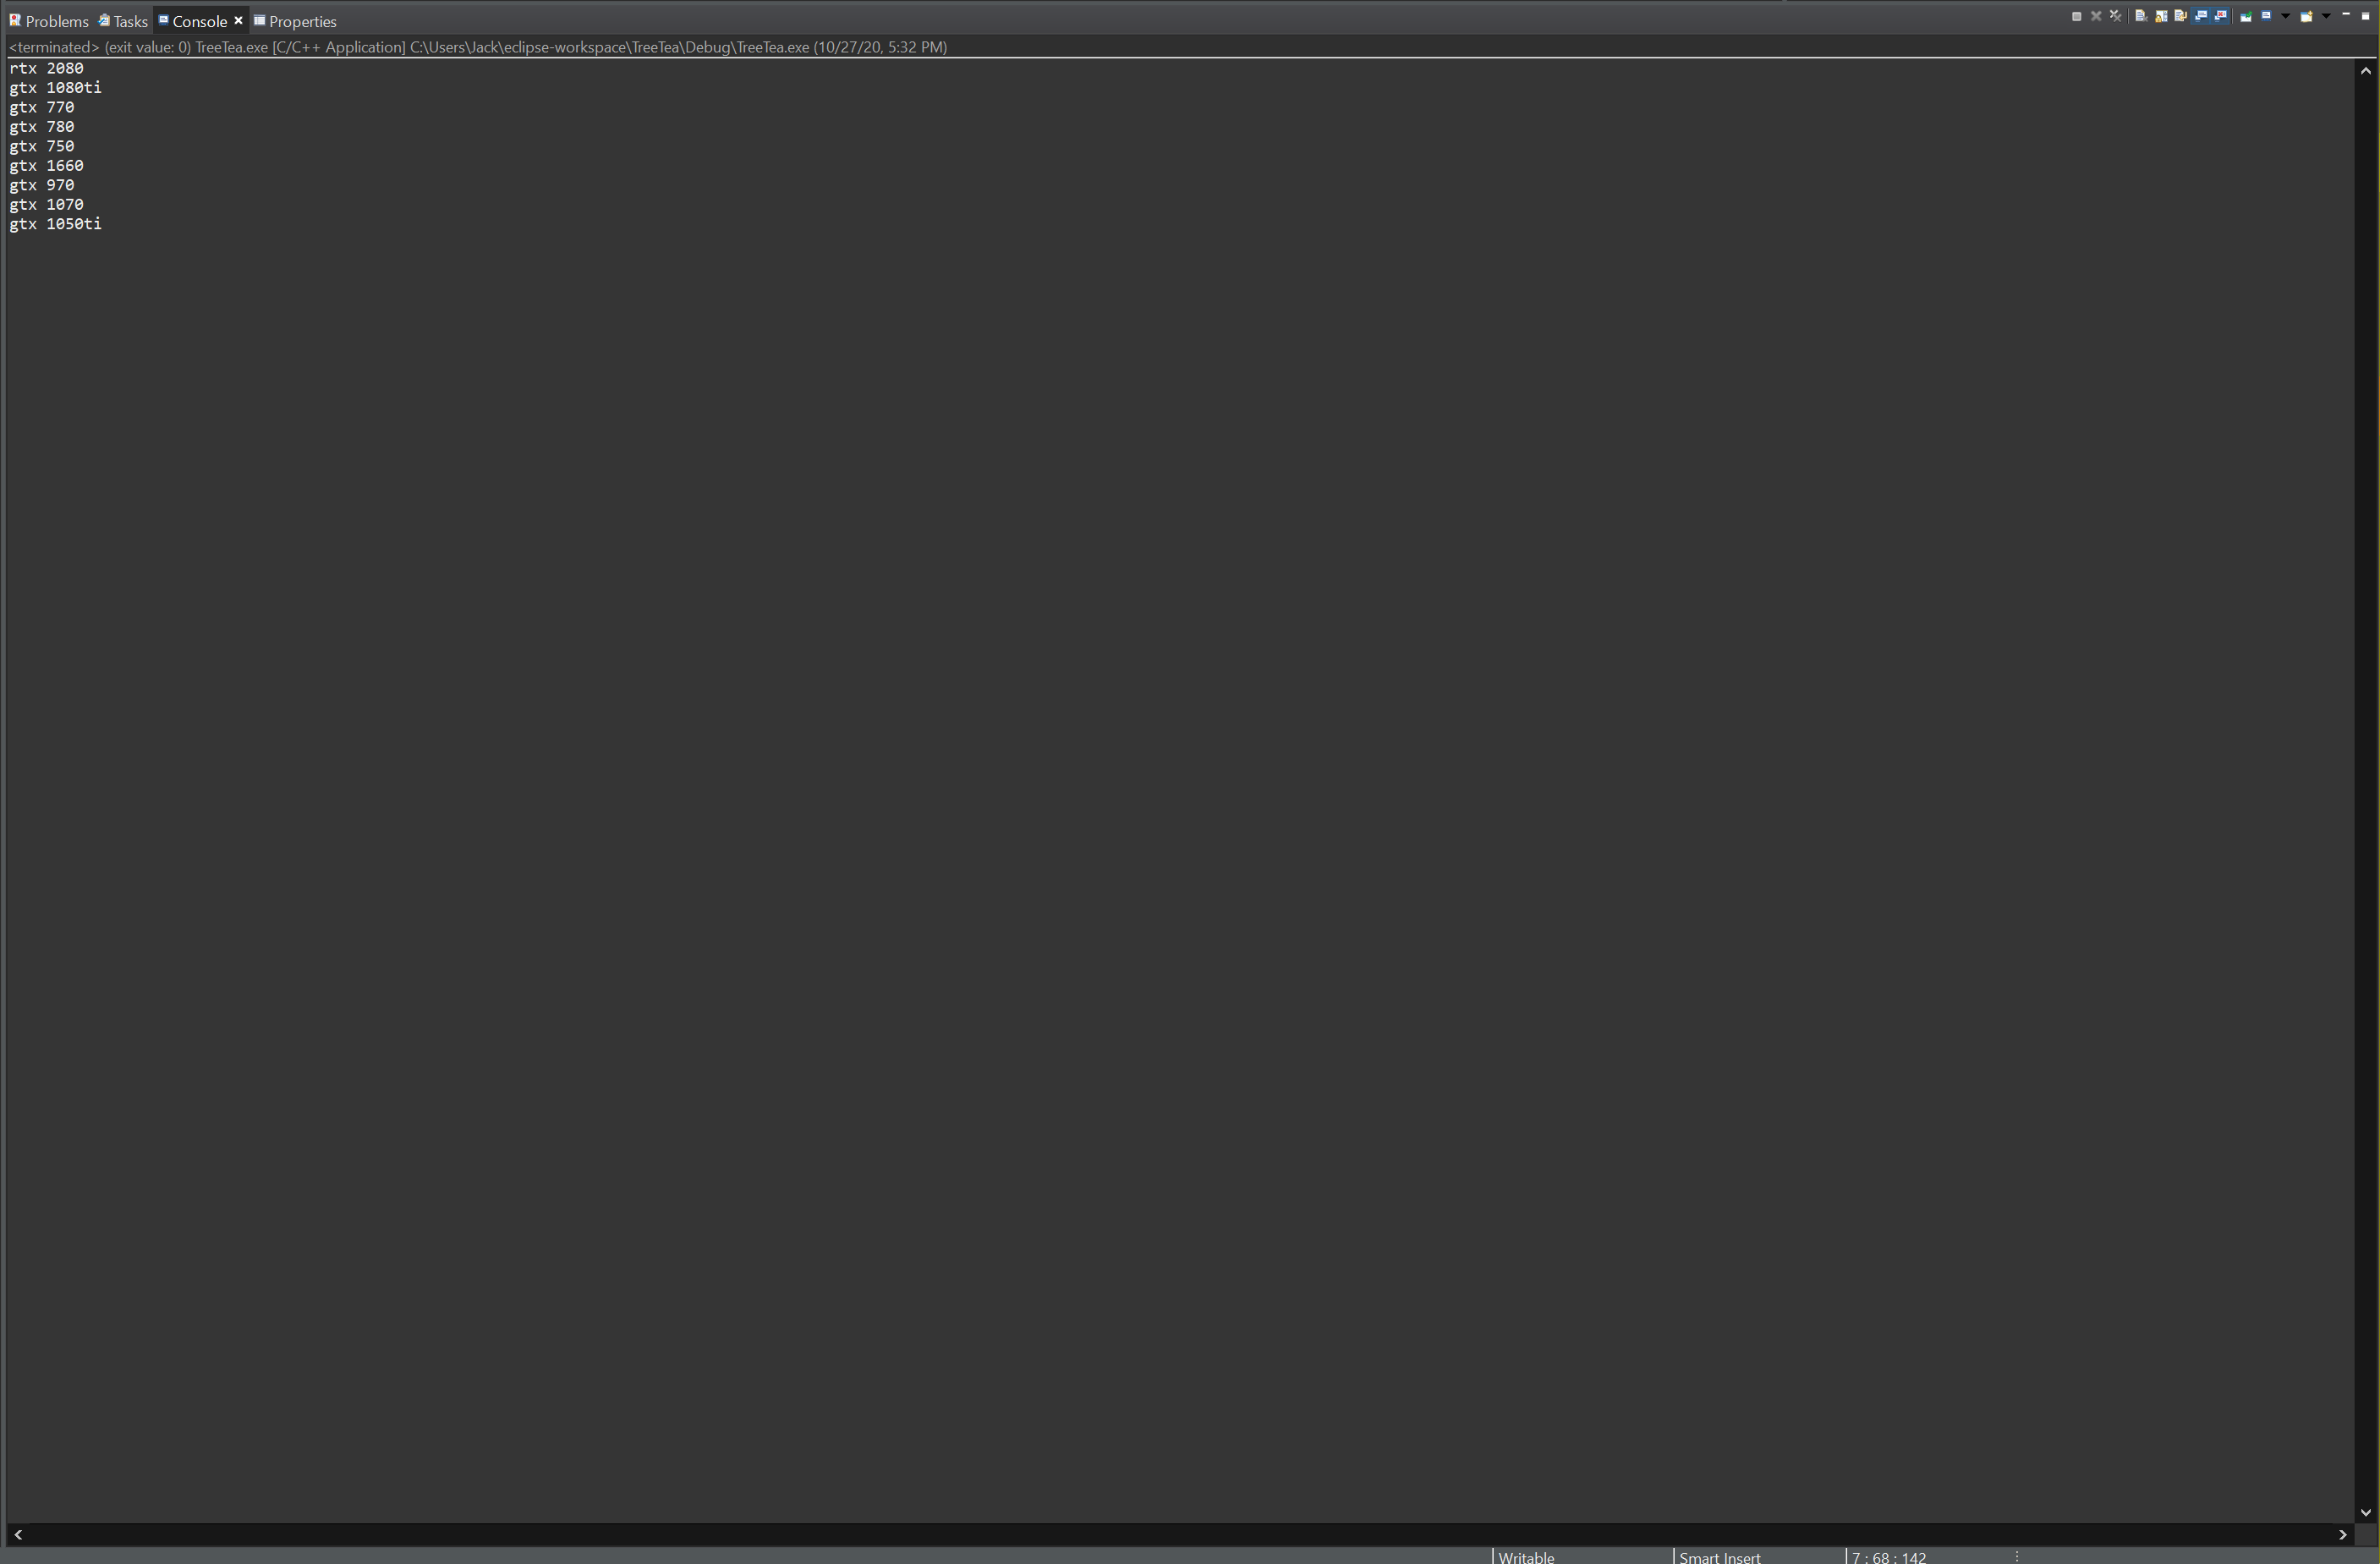 Problems Tasks Console Properties
<terminated> (exit value: 0) TreeTea.exe [C/C++ Application] C:\Users\Jack\eclipse-workspace\TreeTea\Debug\TreeTea.exe (10/27/20, 5:32 PM)
rtx 2080
gtx 1080ti
gtx 770
gtx 780
gtx 750
gtx 1660
gtx 970
gtx 1070
gtx 1050ti
Writable Smart Insert 7 : 68 : 142